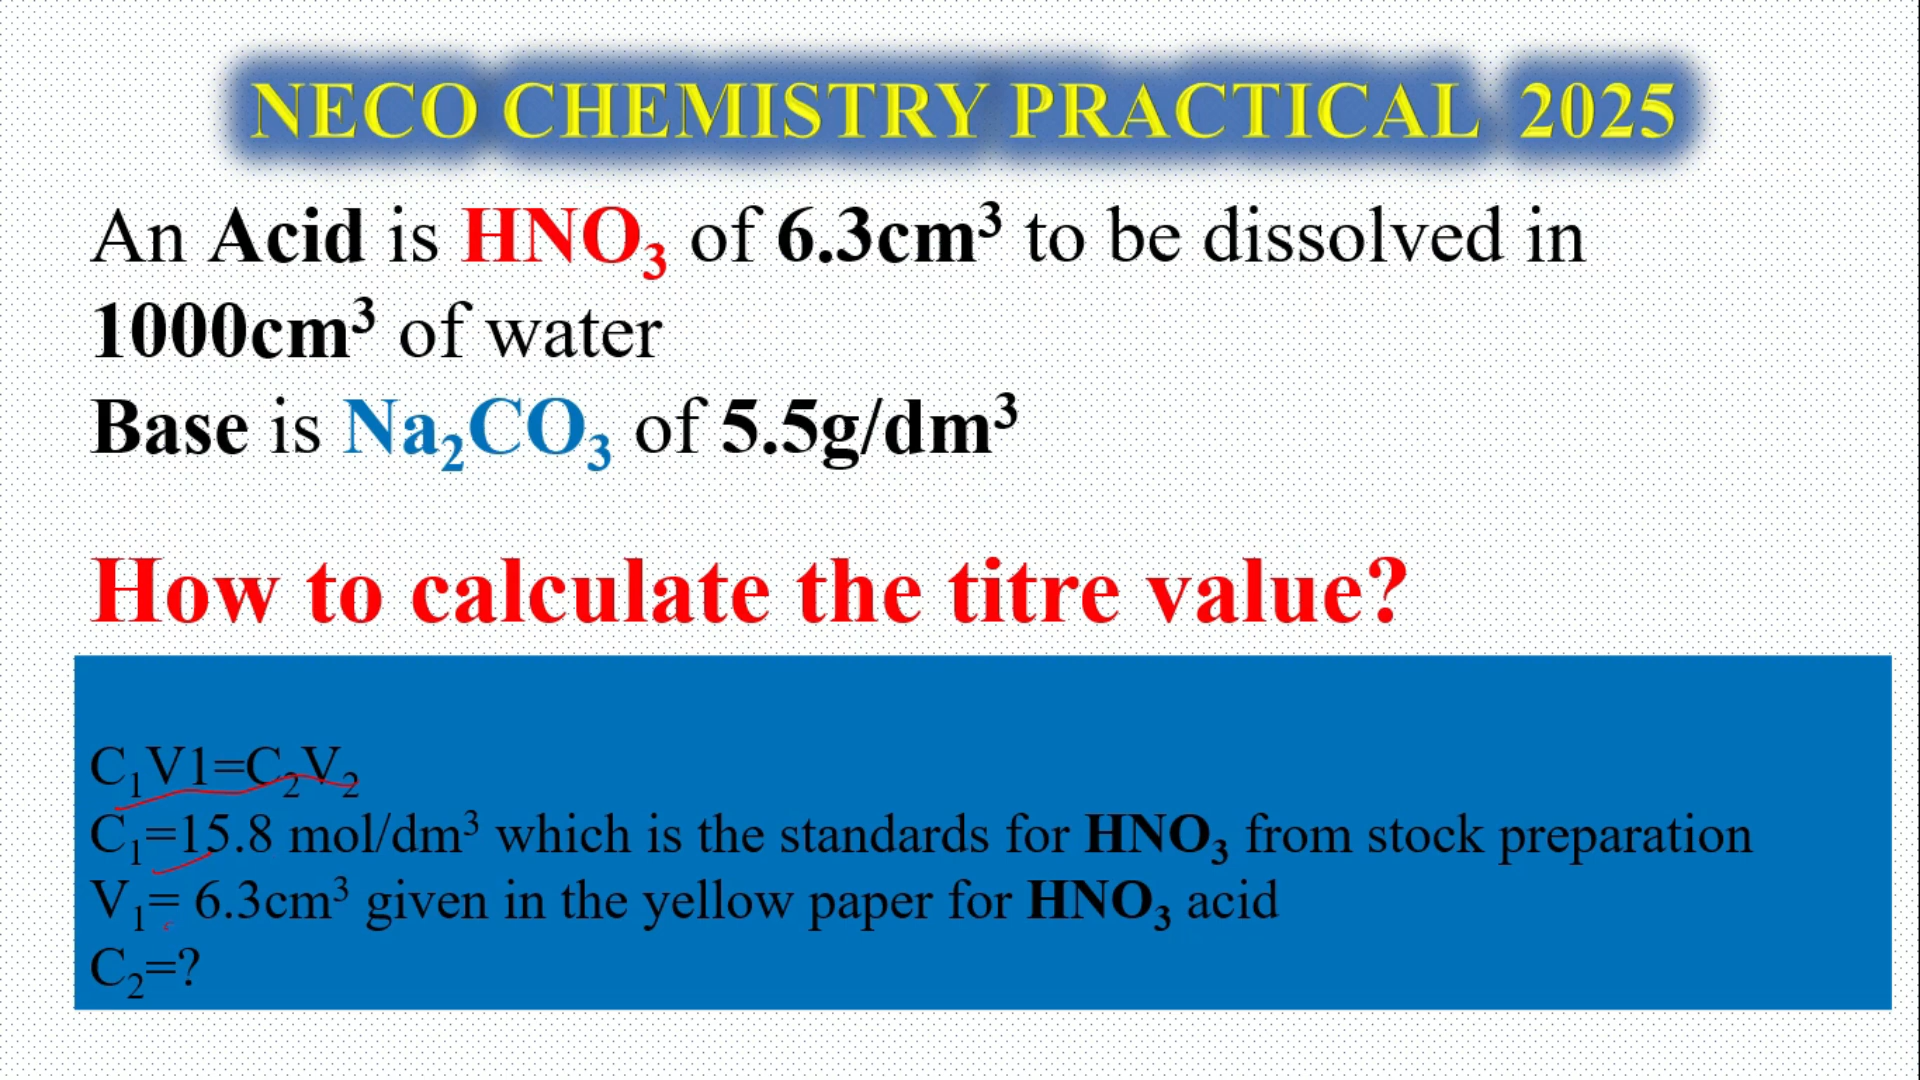 NECO CHEMISTRY PRACTICAL 2025
An Acid is HNO₃ of 6.3cm³ to be dissolved in
1000cm³ of water
Base is Na₂CO₃ of 5.5g/dm³
How to calculate the titre value?
C₁V1=C₂V₂
C₁=15.8 mol/dm³ which is the standards for HNO₃ from stock preparation
V₁= 6.3cm³ given in the yellow paper for HNO₃ acid
C₂=?